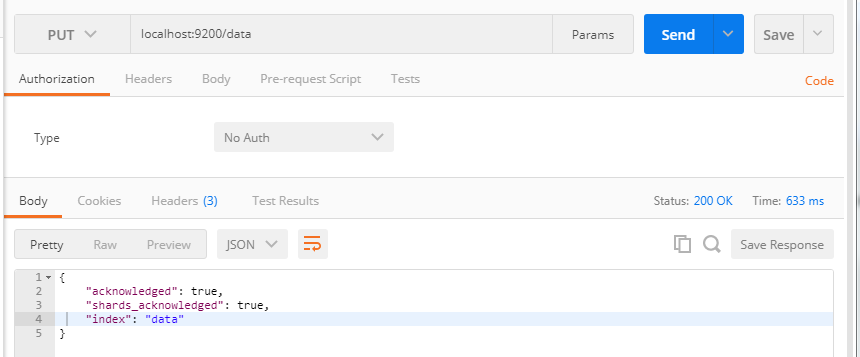 PUT localhost:9200/data Params Send Save
Authorization Headers Body Pre-request Script Tests Code
Type No Auth
Body Cookies Headers (3) Test Results Status: 200 OK Time: 633 ms
Pretty Raw Preview JSON Save Response
1 {
2 "acknowledged": true,
3 "shards_acknowledged": true,
4 "index": "data"
5 }